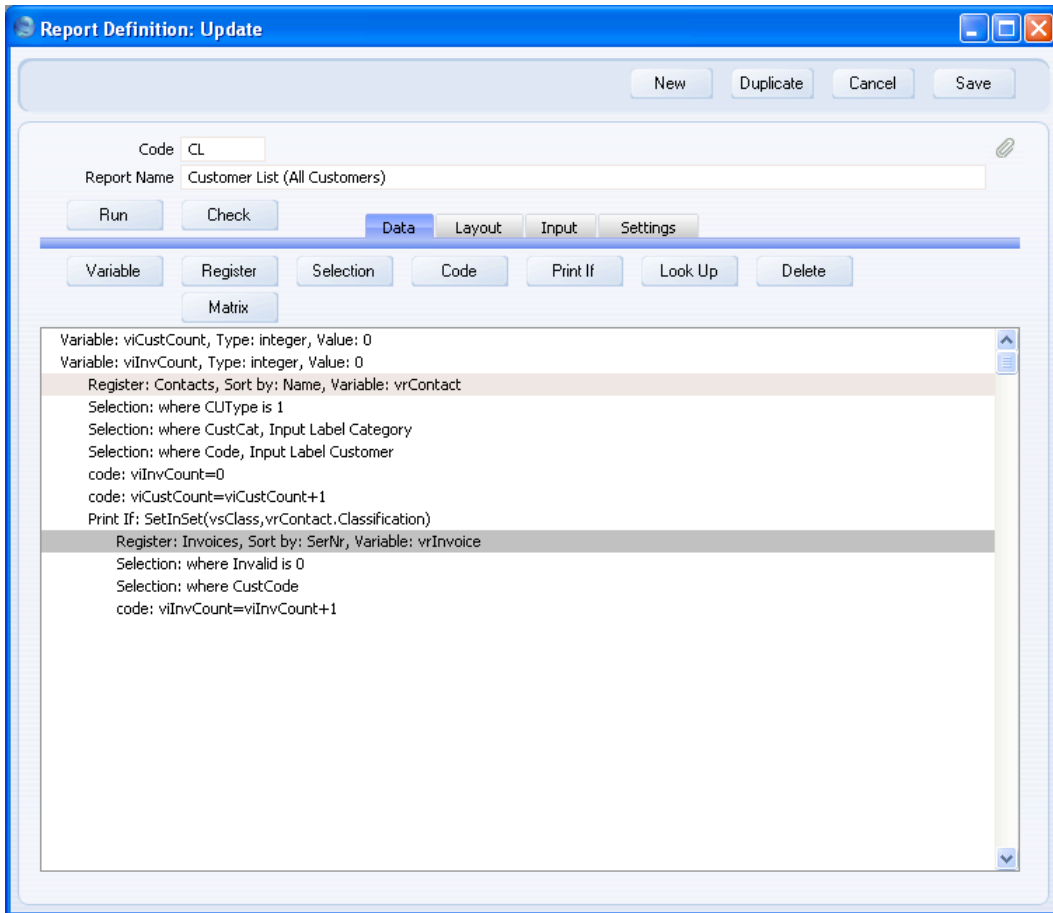 Report Definition: Update
New Duplicate Cancel Save
Code CL
Report Name Customer List (All Customers)
Run Check
Data Layout Input Settings
Variable Register Selection Code Print If Look Up Delete
Matrix
Variable: viCustCount, Type: integer, Value: 0
Variable: viInvCount, Type: integer, Value: 0
Register: Contacts, Sort by: Name, Variable: vrContact
Selection: where CUType is 1
Selection: where CustCat, Input Label Category
Selection: where Code, Input Label Customer
code: viInvCount=0
code: viCustCount=viCustCount+1
Print If: SetInSet(vsClass,vrContact.Classification)
Register: Invoices, Sort by: SerNr, Variable: vrInvoice
Selection: where Invalid is 0
Selection: where CustCode
code: viInvCount=viInvCount+1